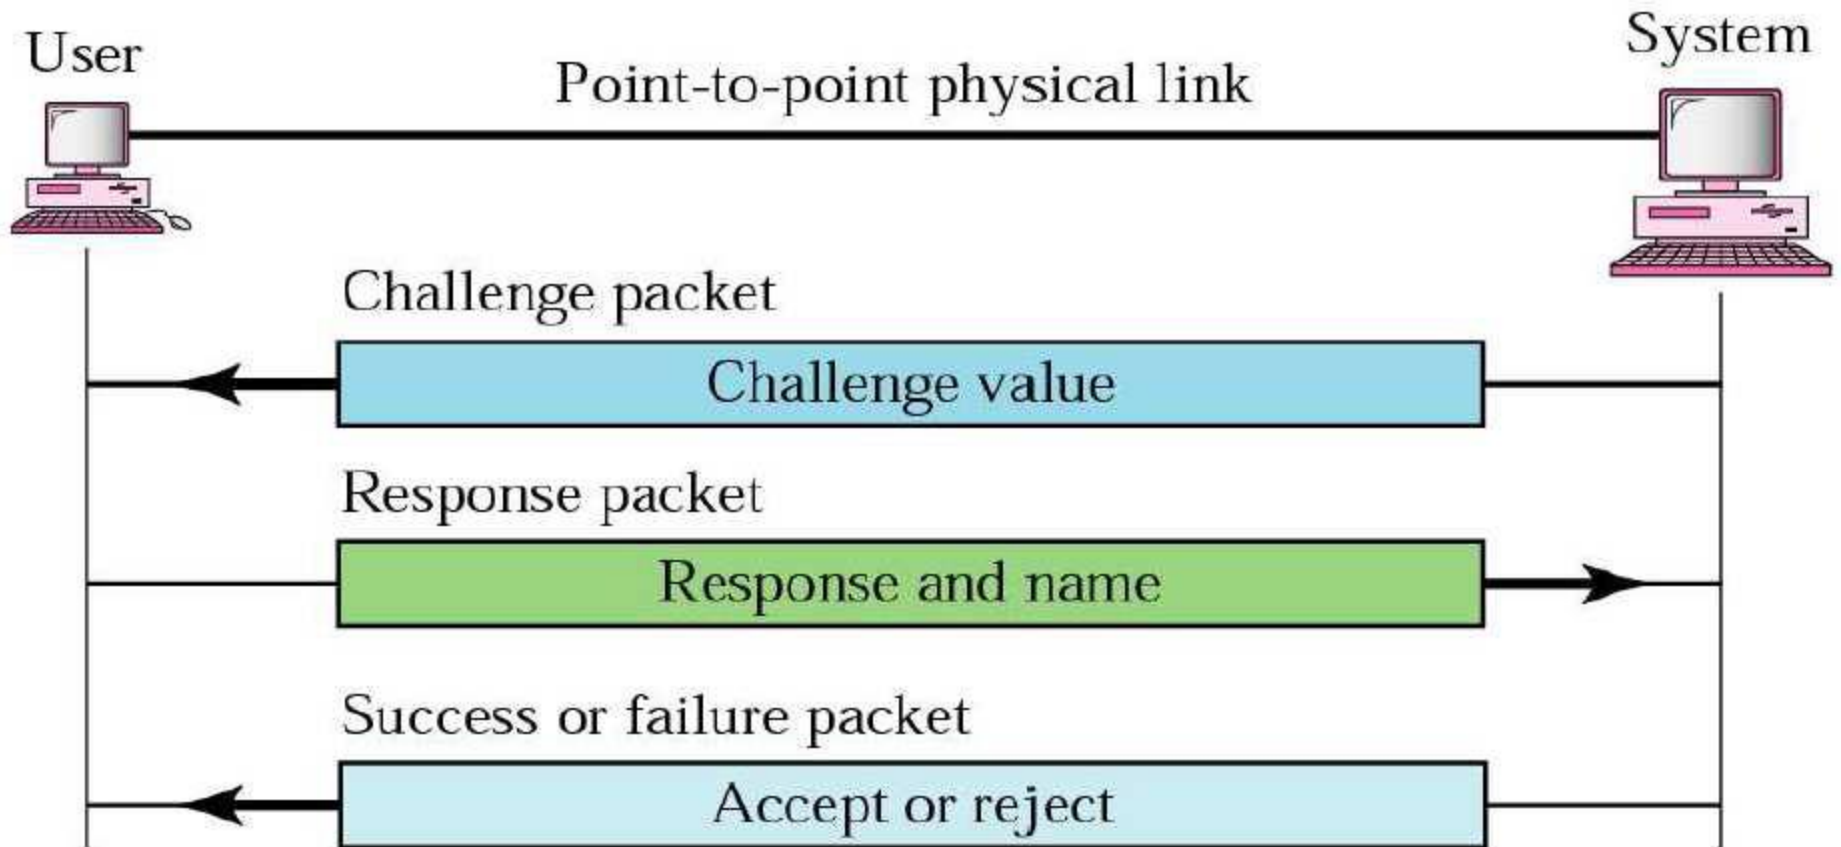 User
System
Point-to-point physical link
Challenge packet
Challenge value
Response packet
Response and name
Success or failure packet
Accept or reject